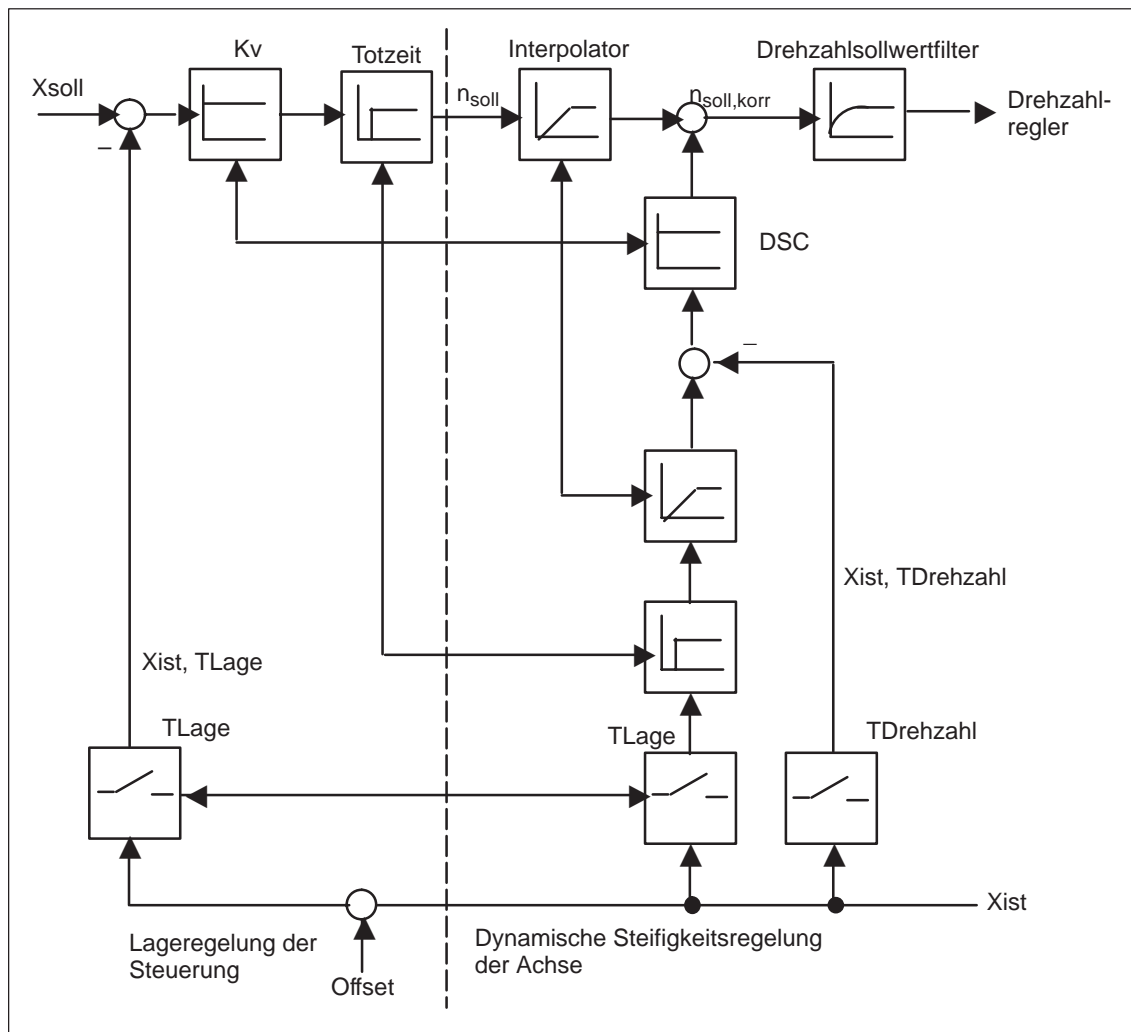 Kv
Totzeit
Interpolator
Drehzahlsollwertfilter
Xsoll
nsoll
nsoll,korr
Drehzahl-
regler
–
DSC
–
Xist, TDrehzahl
Xist, TLage
TLage
TLage
TDrehzahl
Xist
Lageregelung der
Steuerung
Dynamische Steifigkeitsregelung
der Achse
Offset